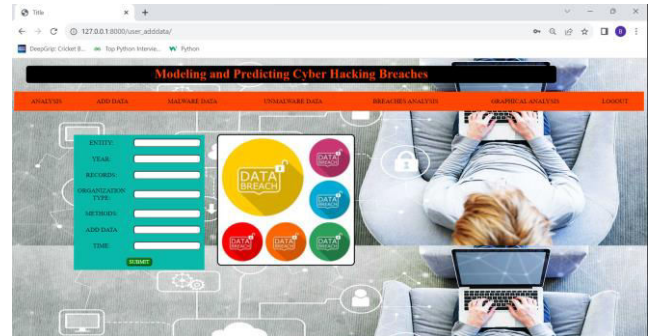 Title
127.0.0.1:8000/user_adddata/
DeepGrip: Cricket B... Top Python Intervie... Python
Modeling and Predicting Cyber Hacking Breaches
ANALYSIS ADD DATA MALWARE DATA UNMALWARE DATA BREACHES ANALYSIS GRAPHICAL ANALYSIS LOGOUT
ENTITY:
YEAR:
RECORDS:
ORGANIZATION
TYPE:
METHODS:
ADD DATA
TIME:
SUBMIT
DATA
BREACH
DATA
BREACH
DATA
BREACH
DATA
BREACH
DATA
BREACH
DATA
BREACH